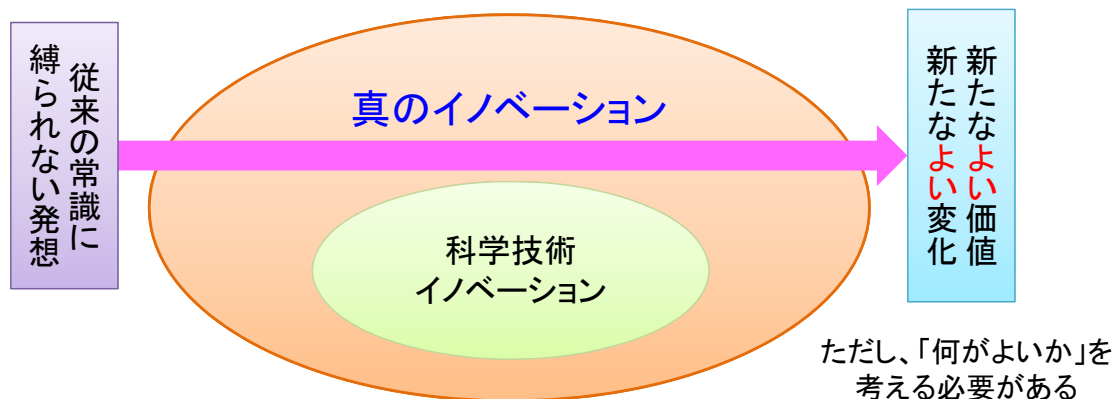 従来の常識に
縛られない発想
真のイノベーション
科学技術
イノベーション
新たなよい価値
新たなよい変化
ただし、「何がよいか」を
考える必要がある